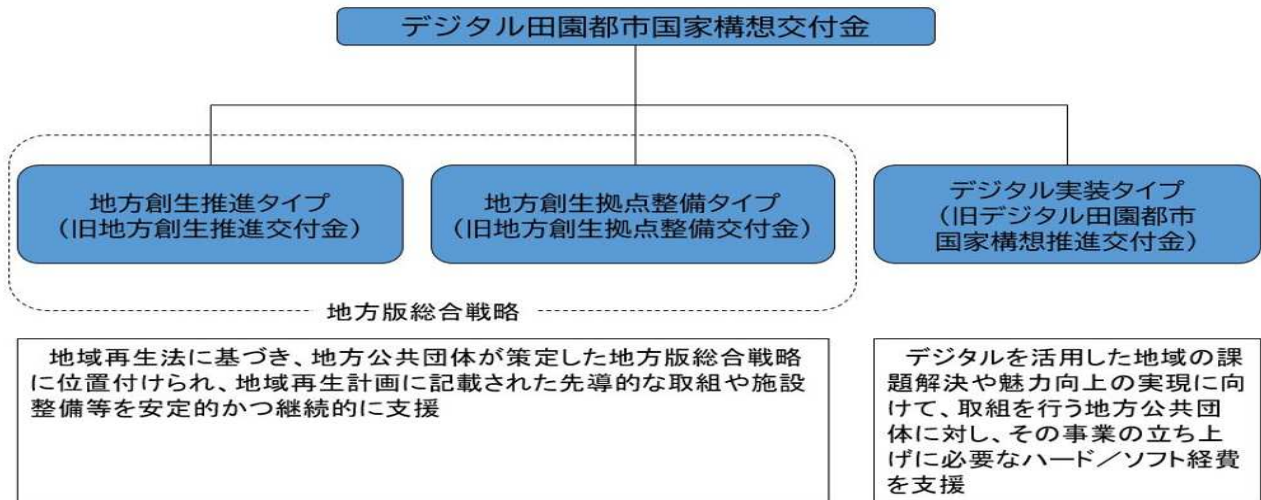 デジタル田園都市国家構想交付金
地方創生推進タイプ
（旧地方創生推進交付金）
地方創生拠点整備タイプ
（旧地方創生拠点整備交付金）
デジタル実装タイプ
（旧デジタル田園都市
国家構想推進交付金）
地方版総合戦略
地域再生法に基づき、地方公共団体が策定した地方版総合戦略
に位置付けられ、地域再生計画に記載された先導的な取組や施設
整備等を安定的かつ継続的に支援
デジタルを活用した地域の課
題解決や魅力向上の実現に向
けて、取組を行う地方公共団
体に対し、その事業の立ち上
げに必要なハード／ソフト経費
を支援